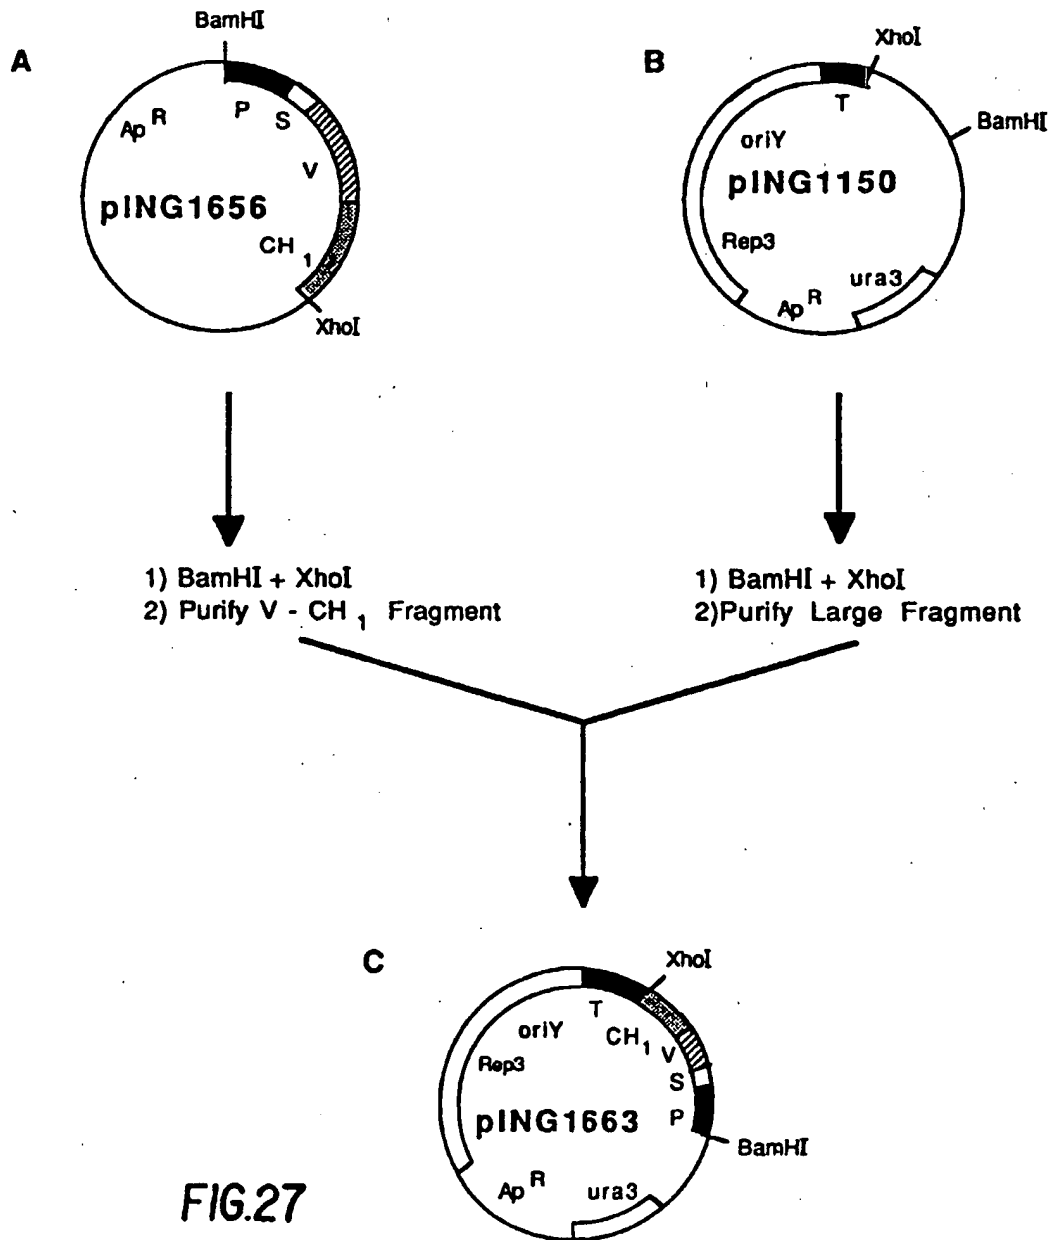 A
BamHI
P
S
Ap R
V
pING1656
CH 1
XhoI
B
XhoI
T
BamHI
oriY
pING1150
Rep3
ura3
Ap R
1) BamHI + XhoI
2) Purify V - CH 1 Fragment
1) BamHI + XhoI
2)Purify Large Fragment
C
XhoI
T
oriY
CH 1
V
Rep3
S
P
pING1663
BamHI
Ap R
ura3
FIG.27